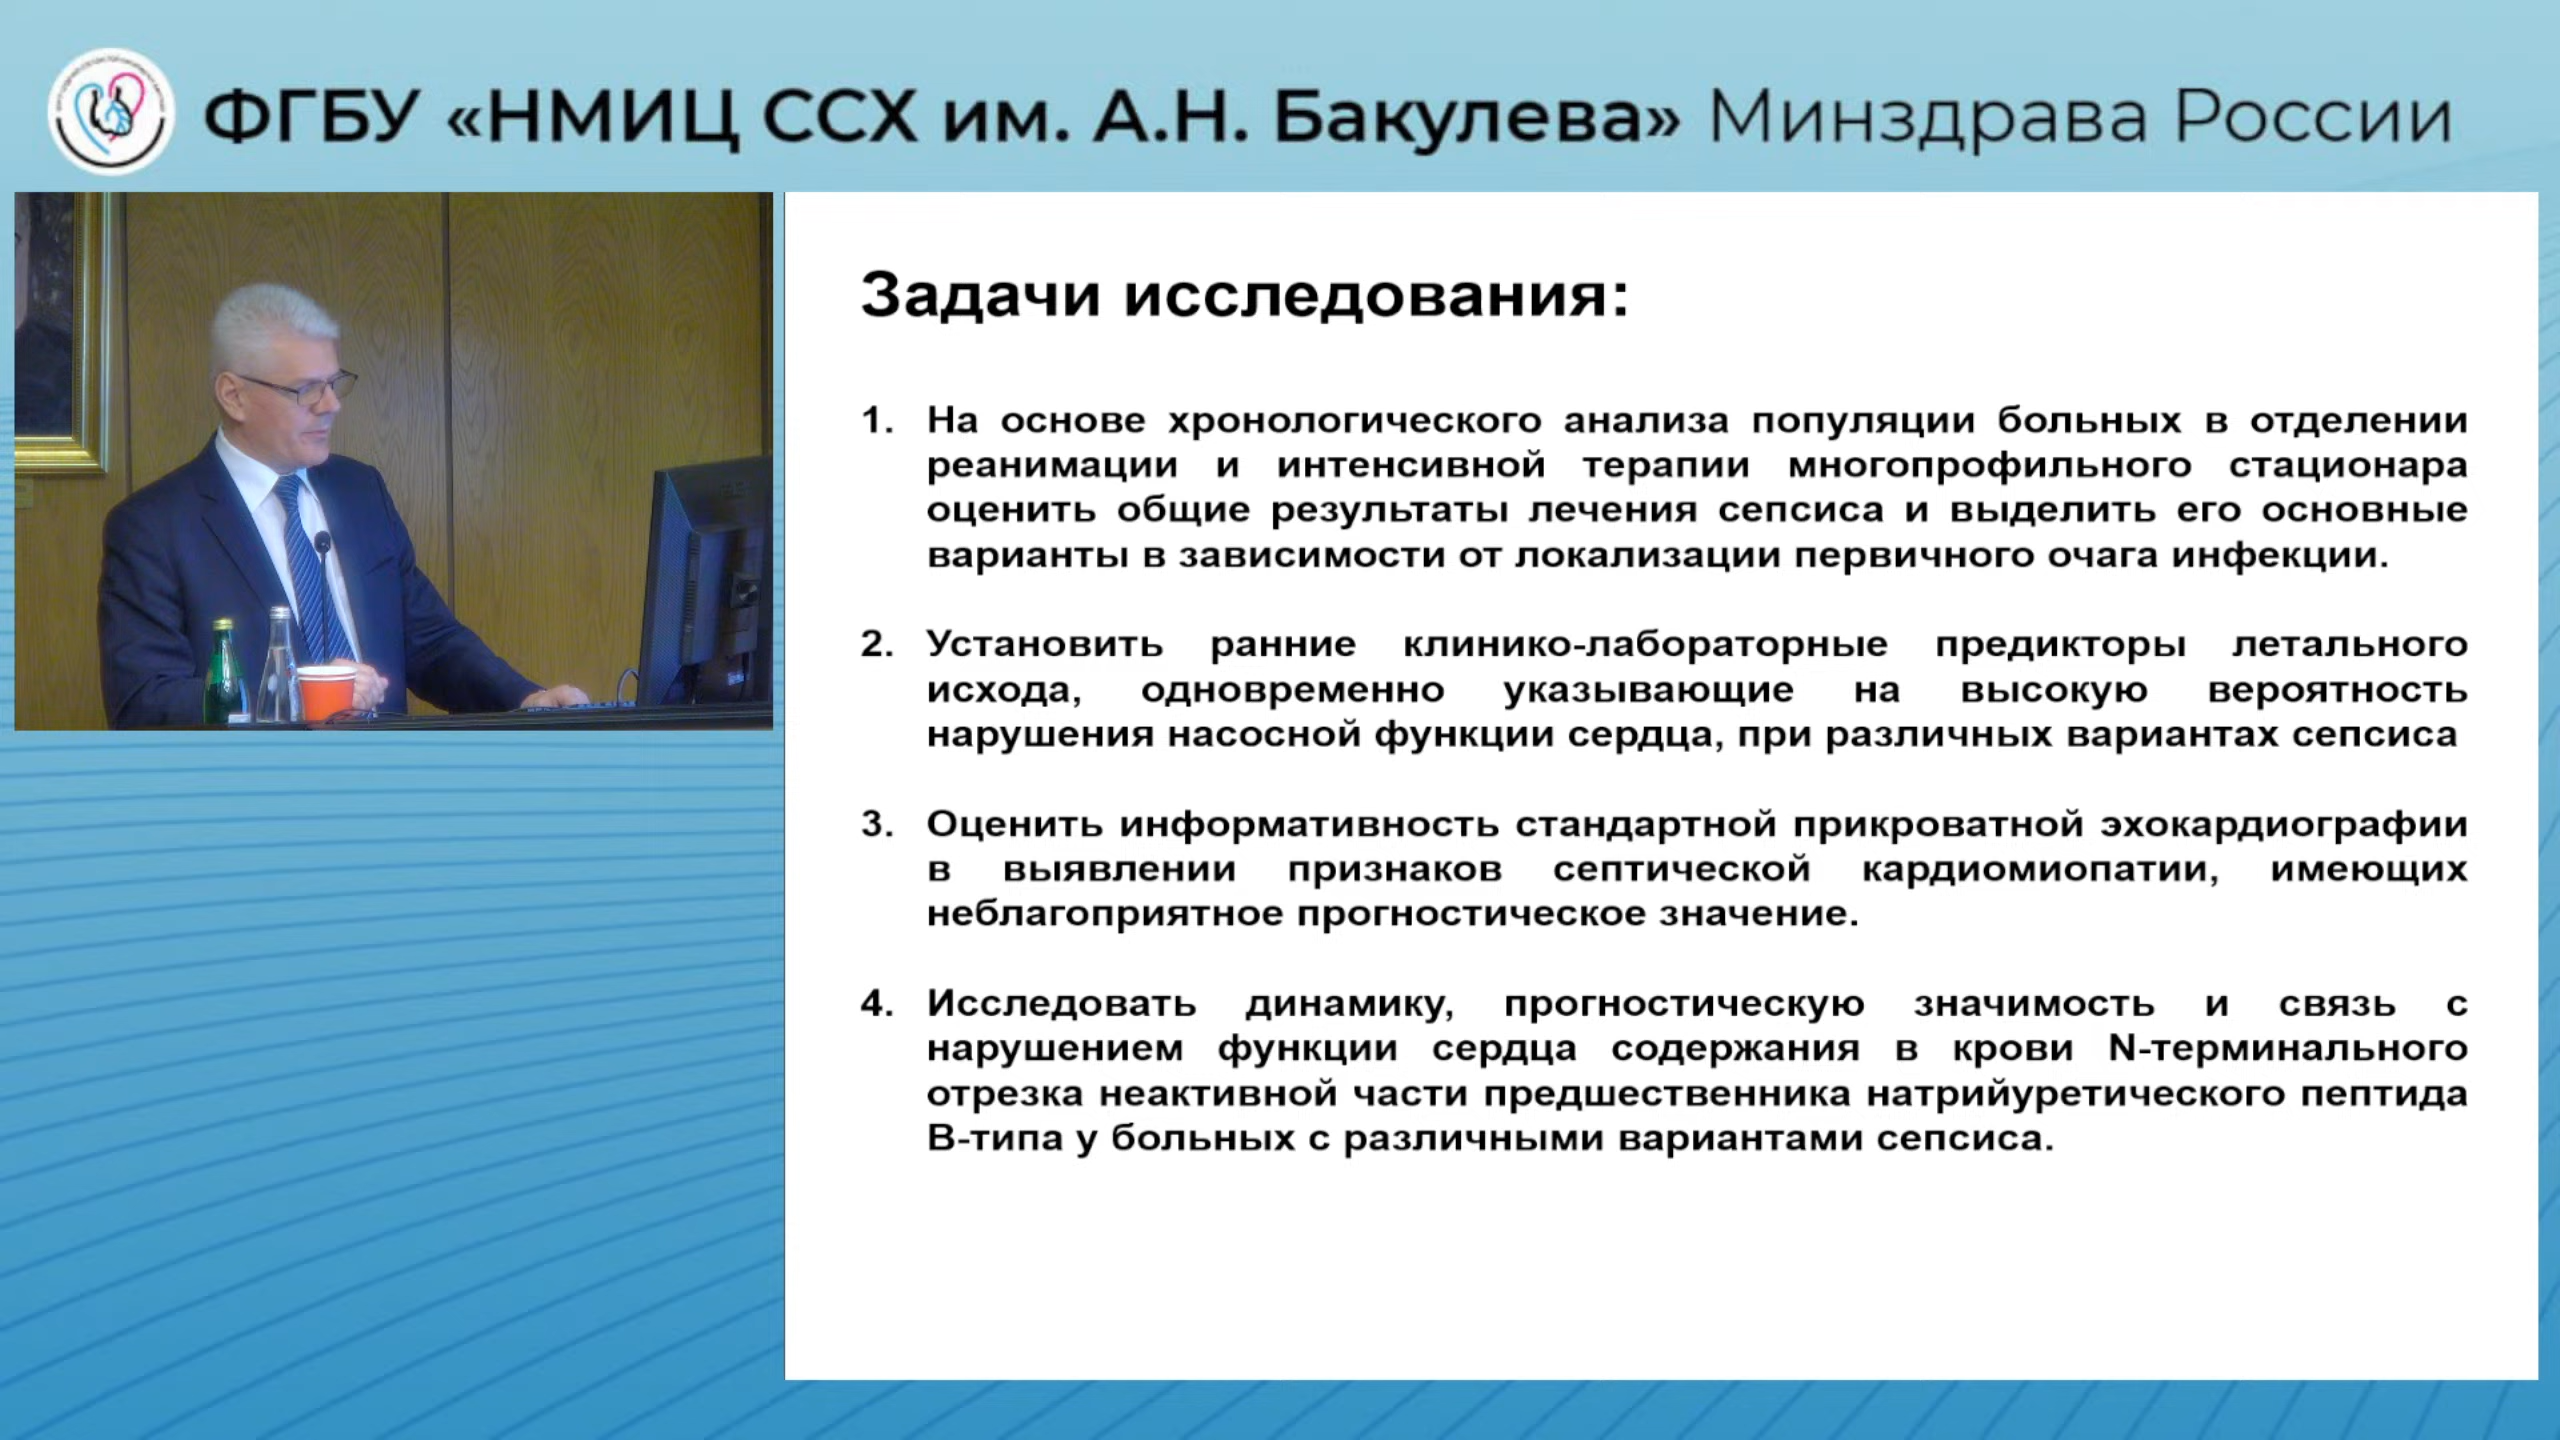 ФГБУ «НМИЦ ССХ им. А.Н. Бакулева» Минздрава России
Задачи исследования:
1. На основе хронологического анализа популяции больных в отделении
реанимации и интенсивной терапии многопрофильного стационара
оценить общие результаты лечения сепсиса и выделить его основные
варианты в зависимости от локализации первичного очага инфекции.
2. Установить ранние клинико-лабораторные предикторы летального
исхода, одновременно указывающие на высокую вероятность
нарушения насосной функции сердца, при различных вариантах сепсиса
3. Оценить информативность стандартной прикроватной эхокардиографии
в выявлении признаков септической кардиомиопатии, имеющих
неблагоприятное прогностическое значение.
4. Исследовать динамику, прогностическую значимость и связь с
нарушением функции сердца содержания в крови N-терминального
отрезка неактивной части предшественника натрийуретического пептида
В-типа у больных с различными вариантами сепсиса.